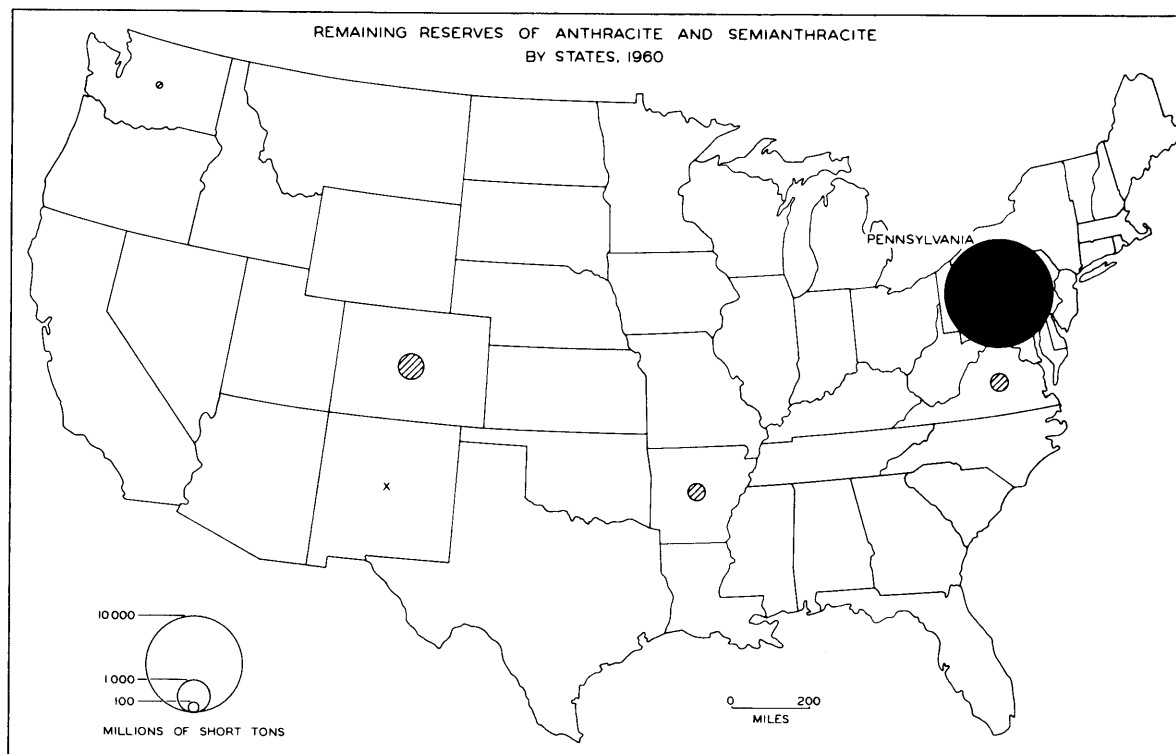 REMAINING RESERVES OF ANTHRACITE AND SEMIANTHRACITE
BY STATES, 1960
PENNSYLVANIA
x
10 000
1 000
100
MILLIONS OF SHORT TONS
0 200
MILES